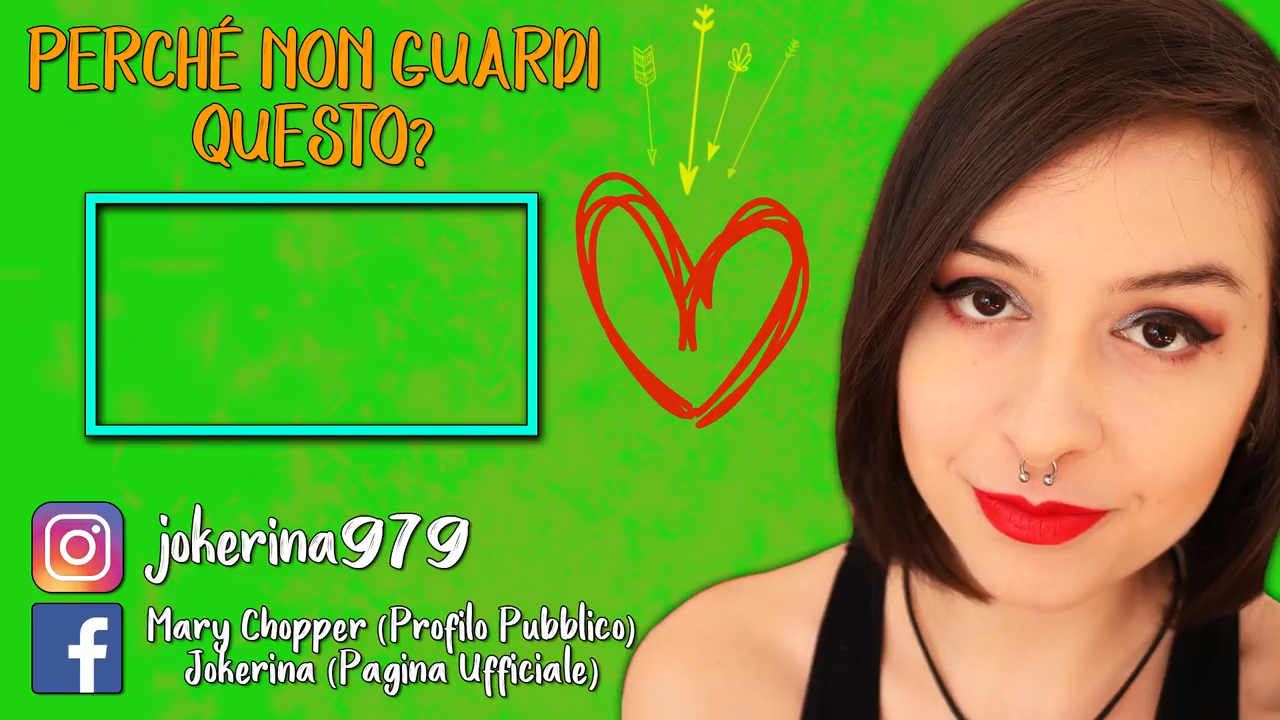 PERCHÉ NON GUARDI
QUESTO?
jokerina979
Mary Chopper (Profilo Pubblico)
Jokerina (Pagina Ufficiale)